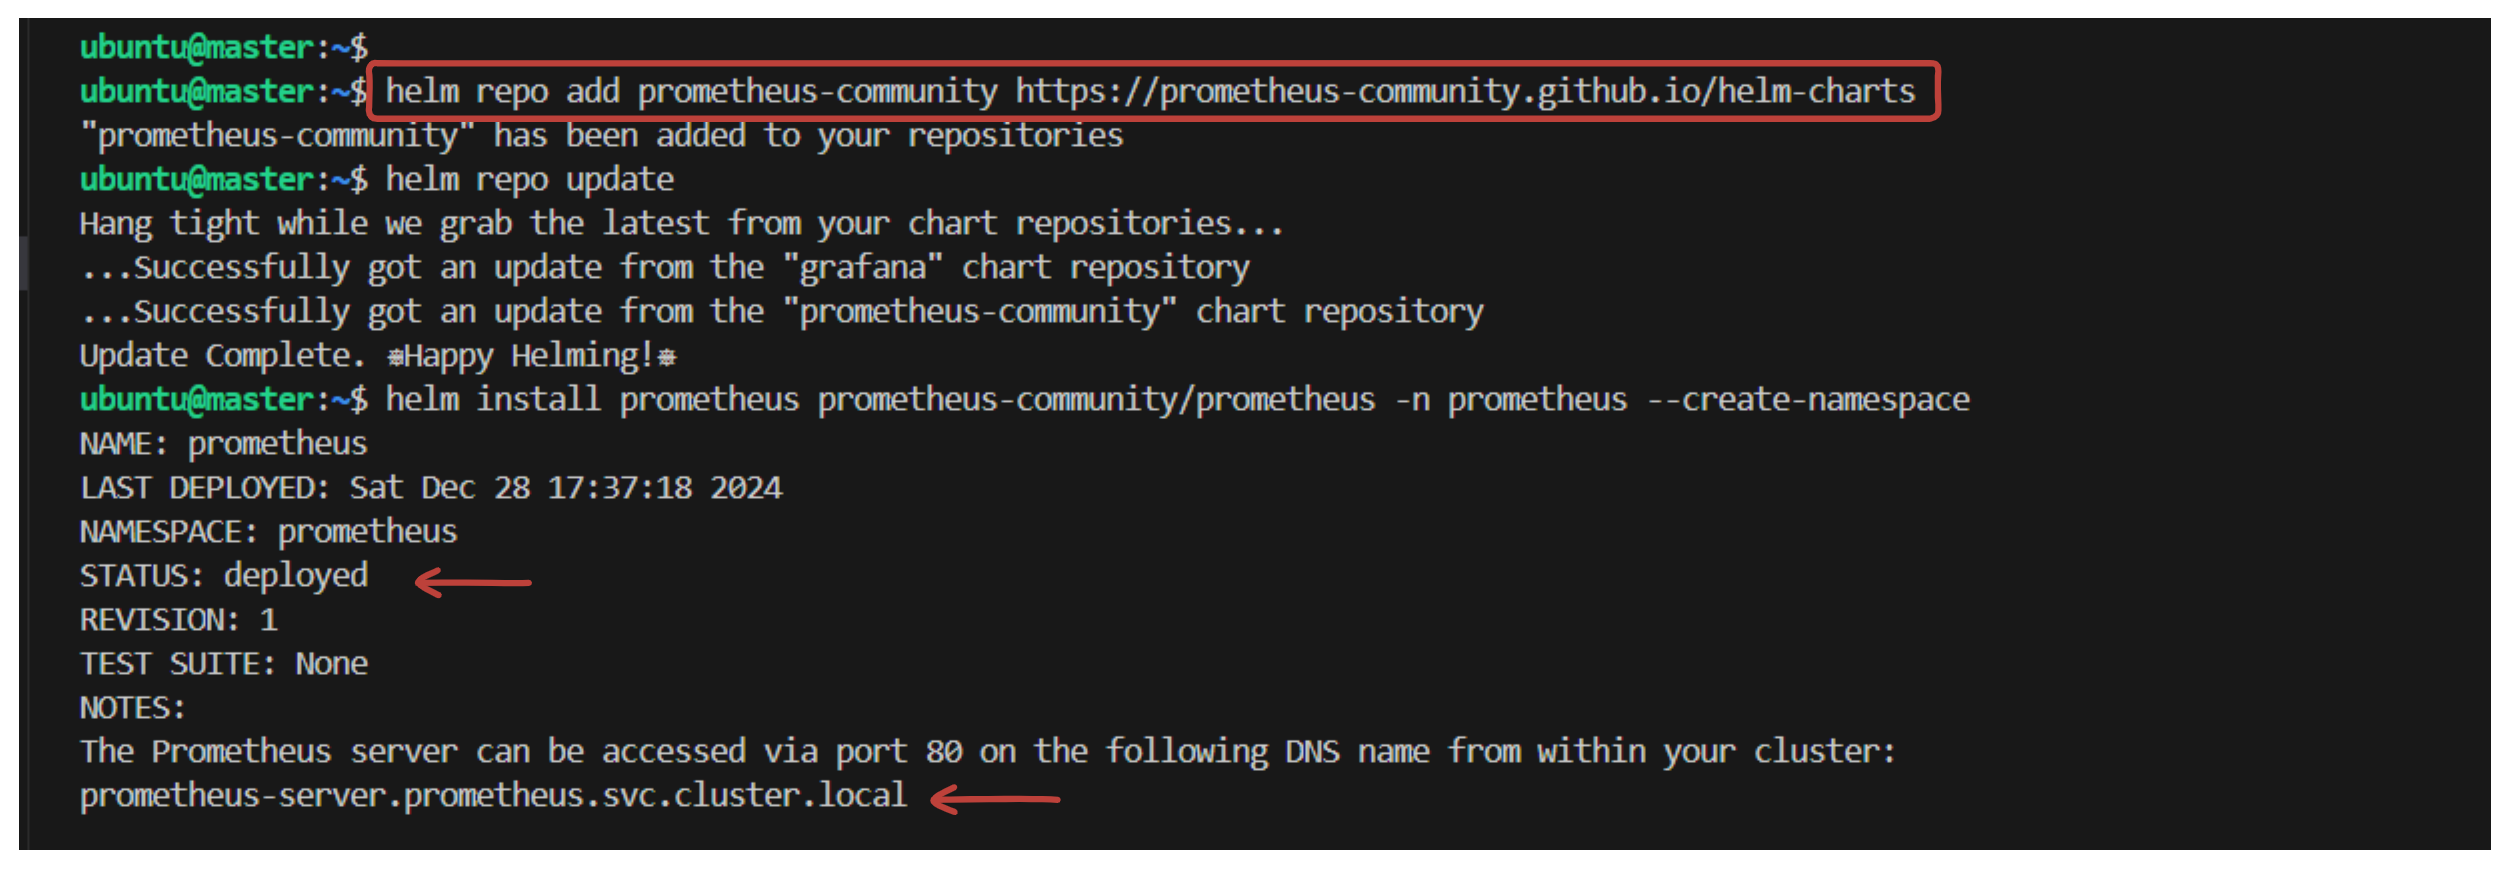 ubuntu@master:~$
ubuntu@master:~$ helm repo add prometheus-community https://prometheus-community.github.io/helm-charts
"prometheus-community" has been added to your repositories
ubuntu@master:~$ helm repo update
Hang tight while we grab the latest from your chart repositories...
...Successfully got an update from the "grafana" chart repository
...Successfully got an update from the "prometheus-community" chart repository
Update Complete. ⎈Happy Helming!⎈
ubuntu@master:~$ helm install prometheus prometheus-community/prometheus -n prometheus --create-namespace
NAME: prometheus
LAST DEPLOYED: Sat Dec 28 17:37:18 2024
NAMESPACE: prometheus
STATUS: deployed
REVISION: 1
TEST SUITE: None
NOTES:
The Prometheus server can be accessed via port 80 on the following DNS name from within your cluster:
prometheus-server.prometheus.svc.cluster.local